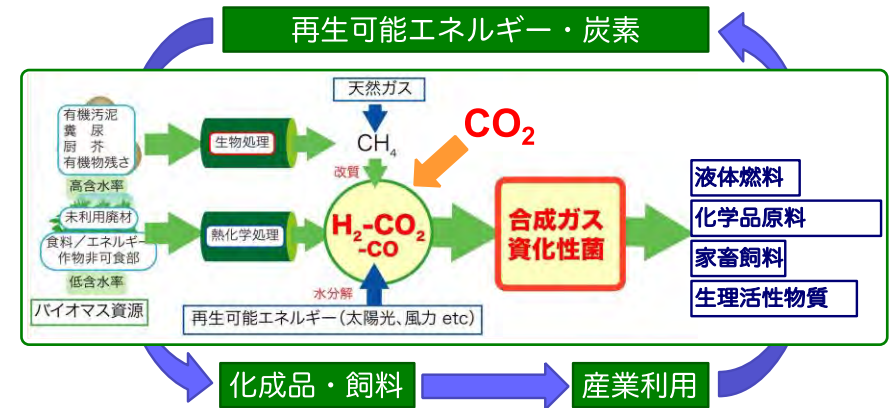 再生可能エネルギー・炭素
天然ガス
CO2
有機汚泥
糞 尿
厨 芥
有機物残さ
生物処理
CH4
高含水率
改質
未利用廃材
食料／エネルギー
作物非可食部
熱化学処理
H2-CO2
-CO
合成ガス
資化性菌
液体燃料
化学品原料
家畜飼料
生理活性物質
低含水率
水分解
バイオマス資源
再生可能エネルギー(太陽光、風力 etc)
化成品・飼料
産業利用